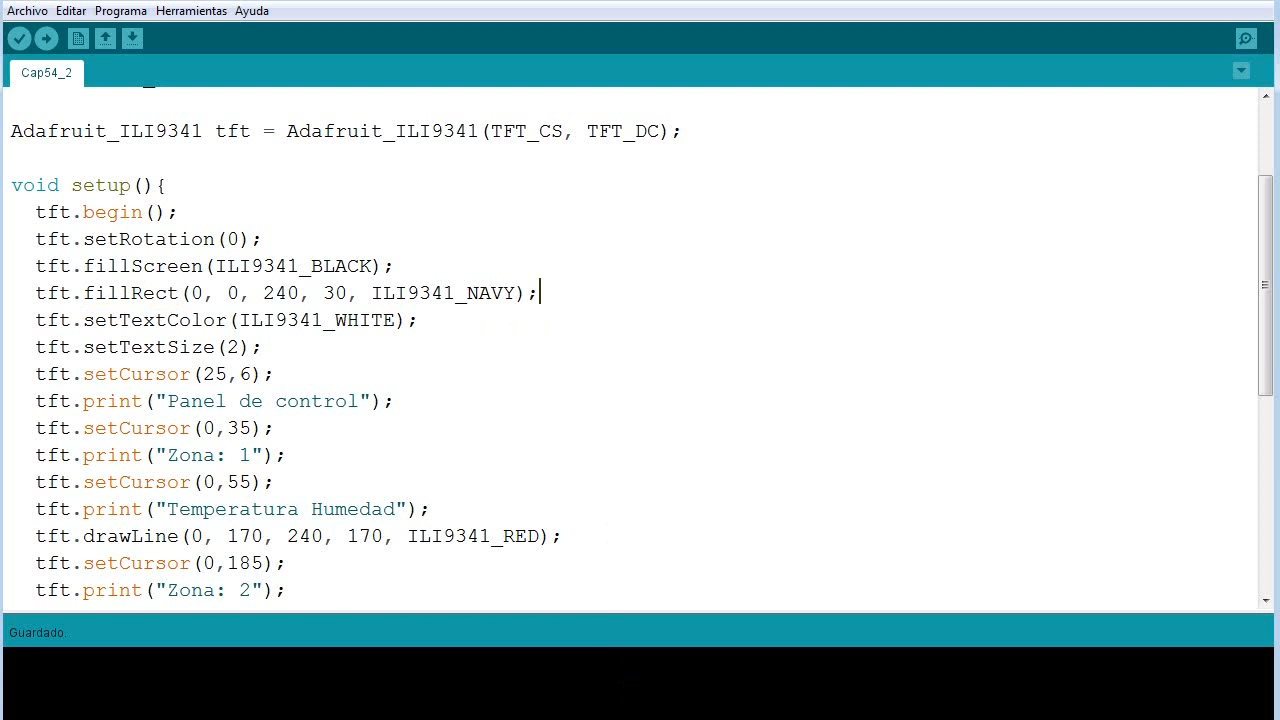 Archivo Editar Programa Herramientas Ayuda
Cap54_2
Adafruit_ILI9341 tft = Adafruit_ILI9341(TFT_CS, TFT_DC);
void setup(){
  tft.begin();
  tft.setRotation(0);
  tft.fillScreen(ILI9341_BLACK);
  tft.fillRect(0, 0, 240, 30, ILI9341_NAVY);
  tft.setTextColor(ILI9341_WHITE);
  tft.setTextSize(2);
  tft.setCursor(25,6);
  tft.print("Panel de control");
  tft.setCursor(0,35);
  tft.print("Zona: 1");
  tft.setCursor(0,55);
  tft.print("Temperatura Humedad");
  tft.drawLine(0, 170, 240, 170, ILI9341_RED);
  tft.setCursor(0,185);
  tft.print("Zona: 2");
Guardado.